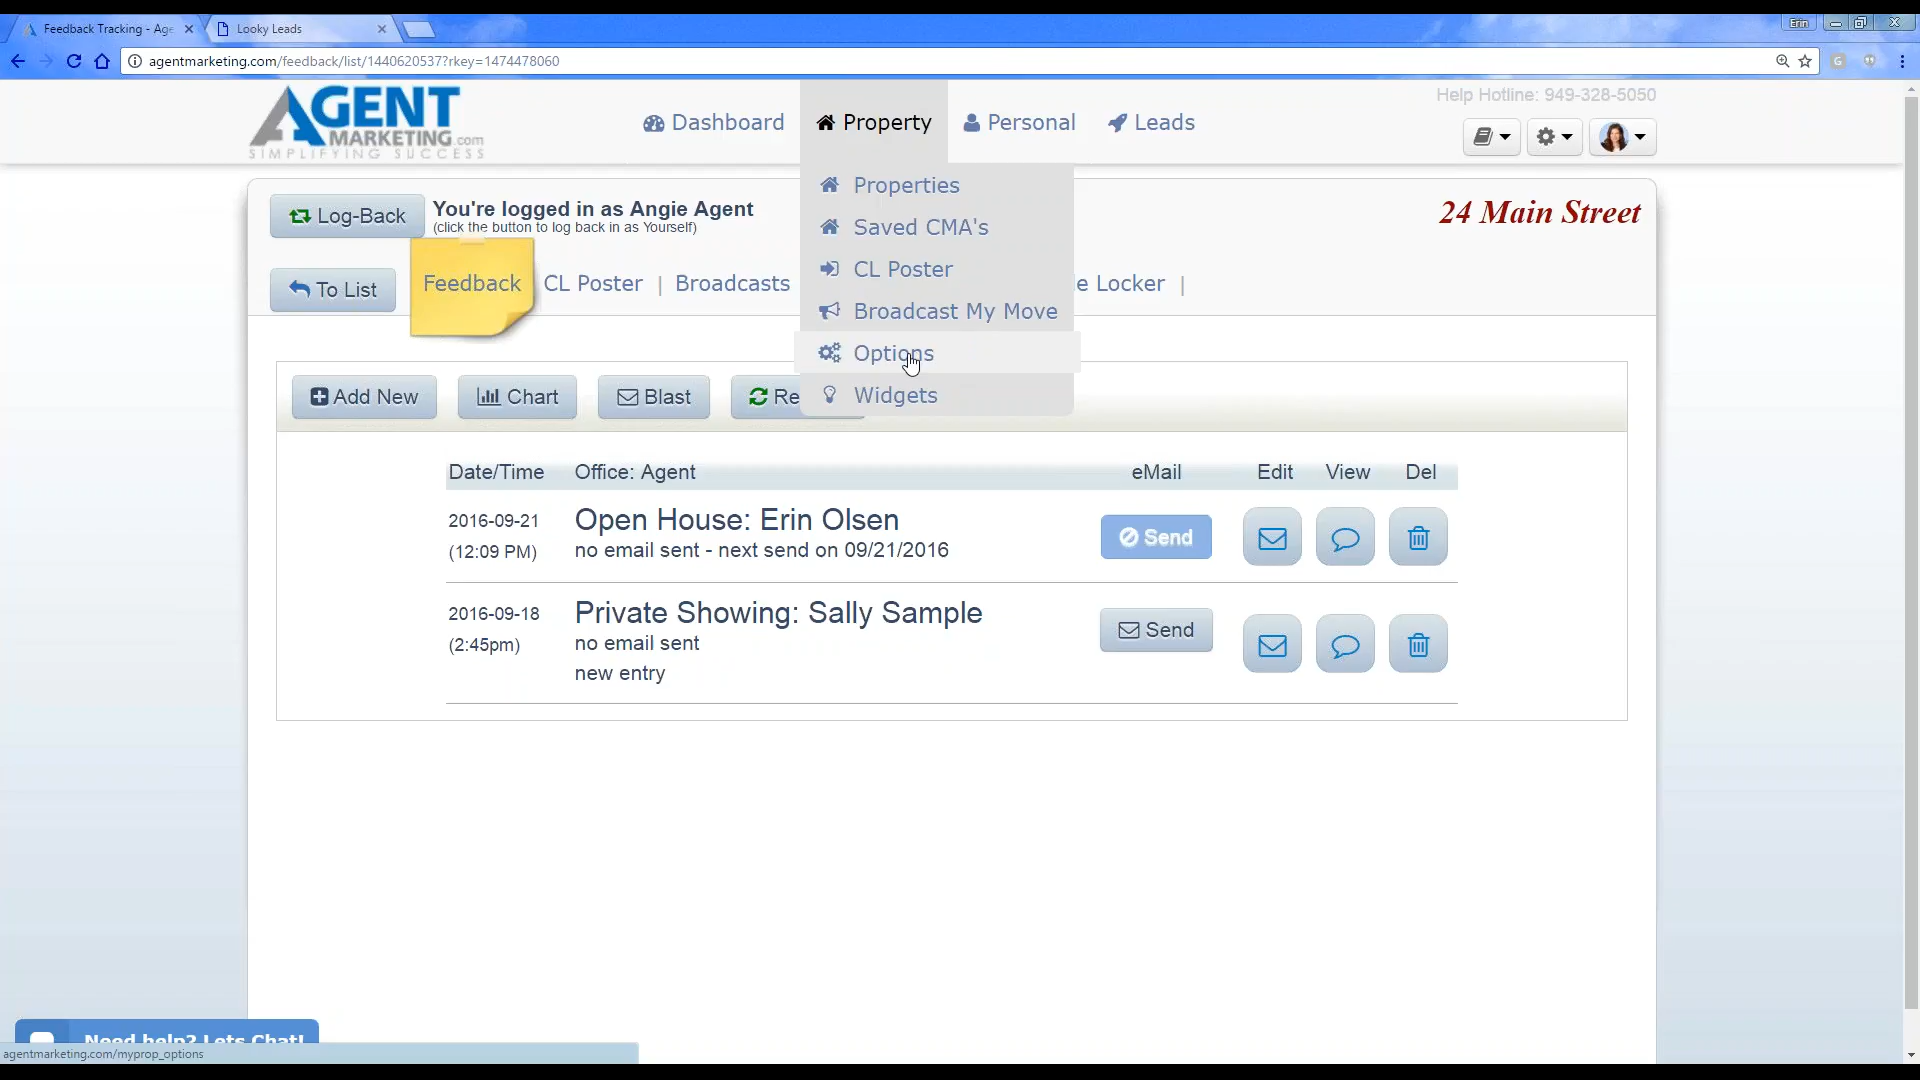 Feedback Tracking - Age
Looky Leads
Erin
agentmarketing.com/feedback/list/1440620537?rkey=1474478060
AGENT
MARKETING.com
SIMPLIFYING SUCCESS
Dashboard
Property
Personal
Leads
Help Hotline: 949-328-5050
Properties
Saved CMA's
CL Poster
Broadcast My Move
Options
Widgets
Log-Back
You're logged in as Angie Agent
(click the button to log back in as Yourself)
24 Main Street
To List
Feedback
CL Poster |
Broadcasts
e Locker |
Add New
Chart
Blast
Re
Date/Time Office: Agent eMail Edit View Del
2016-09-21
(12:09 PM)
Open House: Erin Olsen
no email sent - next send on 09/21/2016
Send
2016-09-18
(2:45pm)
Private Showing: Sally Sample
no email sent
new entry
Send
Need help? Lets Chat!
agentmarketing.com/myprop_options